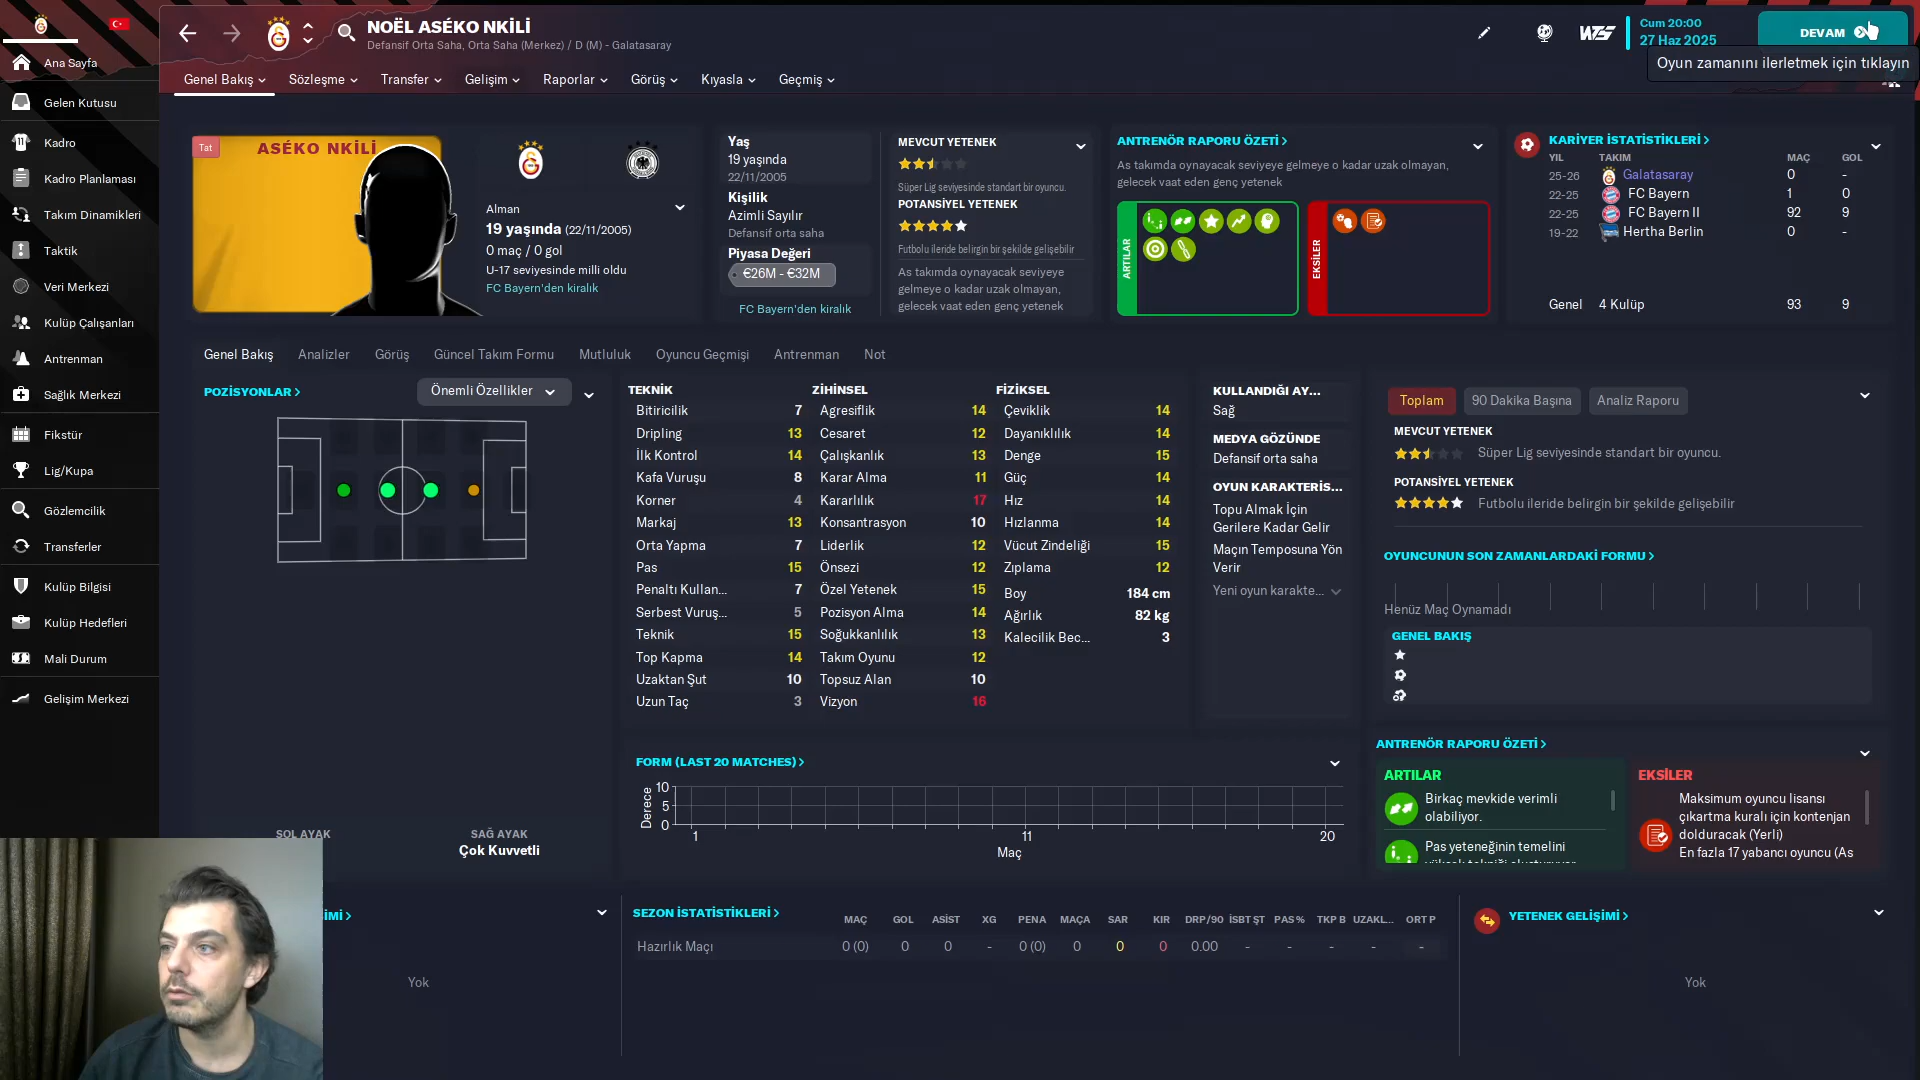 NOËL ASÉKO NKİLİ
Defansif Orta Saha, Orta Saha (Merkez) / D (M) - Galatasaray
Cum 20:00
27 Haz 2025
DEVAM
Oyun zamanını ilerletmek için tıklayın
Genel Bakış
Sözleşme
Transfer
Gelişim
Raporlar
Görüş
Kıyasla
Geçmiş
Ana Sayfa
Gelen Kutusu
Kadro
Kadro Planlaması
Takım Dinamikleri
Taktik
Veri Merkezi
Kulüp Çalışanları
Antrenman
Sağlık Merkezi
Fikstür
Lig/Kupa
Gözlemcilik
Transferler
Kulüp Bilgisi
Kulüp Hedefleri
Mali Durum
Gelişim Merkezi
Tat
ASÉKO NKİLİ
Alman
19 yaşında (22/11/2005)
0 maç / 0 gol
U-17 seviyesinde milli oldu
FC Bayern'den kiralık
Yaş
19 yaşında
22/11/2005
Kişilik
Azimli Sayılır
Defansif orta saha
Piyasa Değeri
€26M - €32M
FC Bayern'den kiralık
MEVCUT YETENEK
Süper Lig seviyesinde standart bir oyuncu.
POTANSİYEL YETENEK
Futbolu ileride belirgin bir şekilde gelişebilir
As takımda oynayacak seviyeye
gelmeye o kadar uzak olmayan,
gelecek vaat eden genç yetenek
ANTRENÖR RAPORU ÖZETİ
As takımda oynayacak seviyeye gelmeye o kadar uzak olmayan,
gelecek vaat eden genç yetenek
ARTILAR
EKSİLER
KARİYER İSTATİSTİKLERİ
YIL TAKIM MAÇ GOL
25-26 Galatasaray 0 -
22-25 FC Bayern 1 0
22-25 FC Bayern II 92 9
19-22 Hertha Berlin 0 -
Genel 4 Kulüp 93 9
Genel Bakış
Analizler
Görüş
Güncel Takım Formu
Mutluluk
Oyuncu Geçmişi
Antrenman
Not
POZİSYONLAR
Önemli Özellikler
SOL AYAK
SAĞ AYAK
Çok Kuvvetli
TEKNİK
Bitiricilik 7
Dripling 13
İlk Kontrol 14
Kafa Vuruşu 8
Korner 4
Markaj 13
Orta Yapma 7
Pas 15
Penaltı Kullan... 7
Serbest Vuruş... 5
Teknik 15
Top Kapma 14
Uzaktan Şut 10
Uzun Taç 3
ZİHİNSEL
Agresiflik 14
Cesaret 12
Çalışkanlık 13
Karar Alma 11
Kararlılık 17
Konsantrasyon 10
Liderlik 12
Önsezi 12
Özel Yetenek 15
Pozisyon Alma 14
Soğukkanlılık 13
Takım Oyunu 12
Topsuz Alan 10
Vizyon 16
FİZİKSEL
Çeviklik 14
Dayanıklılık 14
Denge 15
Güç 14
Hız 14
Hızlanma 14
Vücut Zindeliği 15
Zıplama 12
Boy 184 cm
Ağırlık 82 kg
Kalecilik Bec... 3
KULLANDIĞI AY...
Sağ
MEDYA GÖZÜNDE
Defansif orta saha
OYUN KARAKTERİS...
Topu Almak İçin
Gerilere Kadar Gelir
Maçın Temposuna Yön
Verir
Yeni oyun karakte...
Toplam
90 Dakika Başına
Analiz Raporu
MEVCUT YETENEK
Süper Lig seviyesinde standart bir oyuncu.
POTANSİYEL YETENEK
Futbolu ileride belirgin bir şekilde gelişebilir
OYUNCUNUN SON ZAMANLARDAKİ FORMU
Henüz Maç Oynamadı
GENEL BAKIŞ
FORM (LAST 20 MATCHES)
Derece
10
5
0
1 11 20
Maç
ANTRENÖR RAPORU ÖZETİ
ARTILAR
Birkaç mevkide verimli
olabiliyor.
Pas yeteneğinin temelini
EKSİLER
Maksimum oyuncu lisansı
çıkartma kuralı için kontenjan
dolduracak (Yerli)
En fazla 17 yabancı oyuncu (As
İMİ
Yok
SEZON İSTATİSTİKLERİ
MAÇ GOL ASİST XG PENA MAÇA SAR KIR DRP/90 İSBT ŞT PAS % TKP B UZAKL... ORT P
Hazırlık Maçı 0 (0) 0 0 - 0 (0) 0 0 0 0.00 - - - - -
YETENEK GELİŞİMİ
Yok